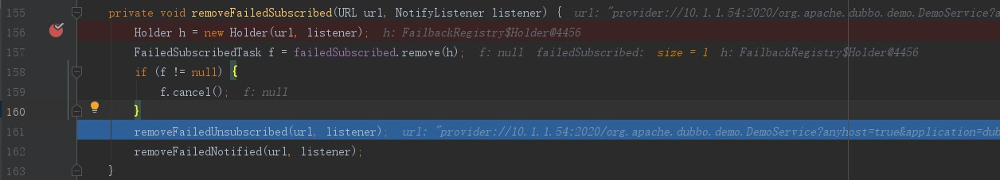 155 private void removeFailedSubscribed(URL url, NotifyListener listener) { url: "provider://10.1.1.54:2020/org.apache.dubbo.demo.DemoService?a
156 Holder h = new Holder(url, listener); h: FailbackRegistry$Holder@4456
157 FailedSubscribedTask f = failedSubscribed.remove(h); f: null failedSubscribed: size = 1 h: FailbackRegistry$Holder@4456
158 if (f != null) {
159 f.cancel(); f: null
160 }
161 removeFailedUnsubscribed(url, listener); url: "provider://10.1.1.54:2020/org.apache.dubbo.demo.DemoService?anyhost=true&application=dub
162 removeFailedNotified(url, listener);
163 }